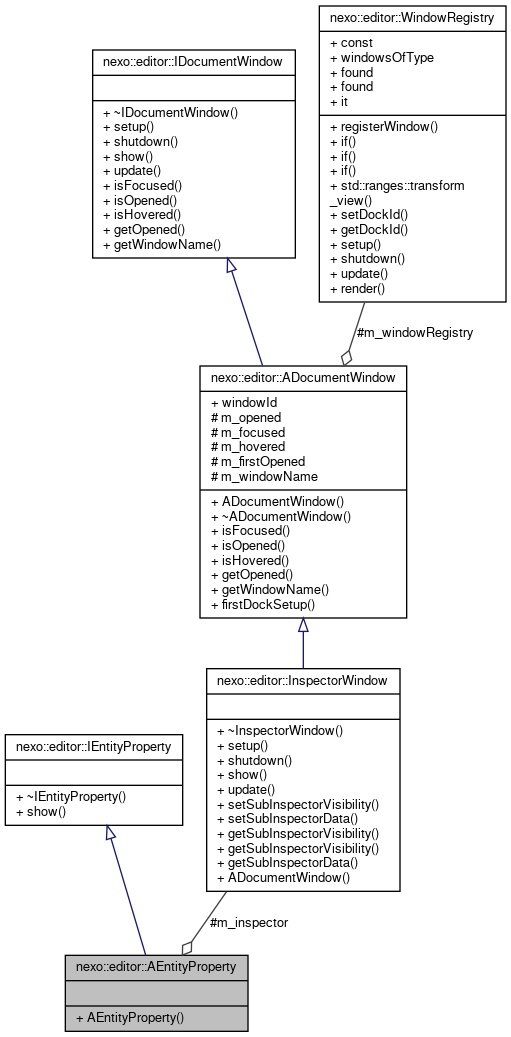 nexo::editor::WindowRegistry
+ const
+ windowsOfType
+ found
+ found
+ it
+ registerWindow()
+ if()
+ if()
+ if()
+ std::ranges::transform
_view()
+ setDockId()
+ getDockId()
+ setup()
+ shutdown()
+ update()
+ render()
nexo::editor::IDocumentWindow
+ ~IDocumentWindow()
+ setup()
+ shutdown()
+ show()
+ update()
+ isFocused()
+ isOpened()
+ isHovered()
+ getOpened()
+ getWindowName()
#m_windowRegistry
nexo::editor::ADocumentWindow
+ windowId
# m_opened
# m_focused
# m_hovered
# m_firstOpened
# m_windowName
+ ADocumentWindow()
+ ~ADocumentWindow()
+ isFocused()
+ isOpened()
+ isHovered()
+ getOpened()
+ getWindowName()
+ firstDockSetup()
nexo::editor::InspectorWindow
+ ~InspectorWindow()
+ setup()
+ shutdown()
+ show()
+ update()
+ setSubInspectorVisibility()
+ setSubInspectorData()
+ getSubInspectorVisibility()
+ getSubInspectorVisibility()
+ getSubInspectorData()
+ ADocumentWindow()
nexo::editor::IEntityProperty
+ ~IEntityProperty()
+ show()
#m_inspector
nexo::editor::AEntityProperty
+ AEntityProperty()